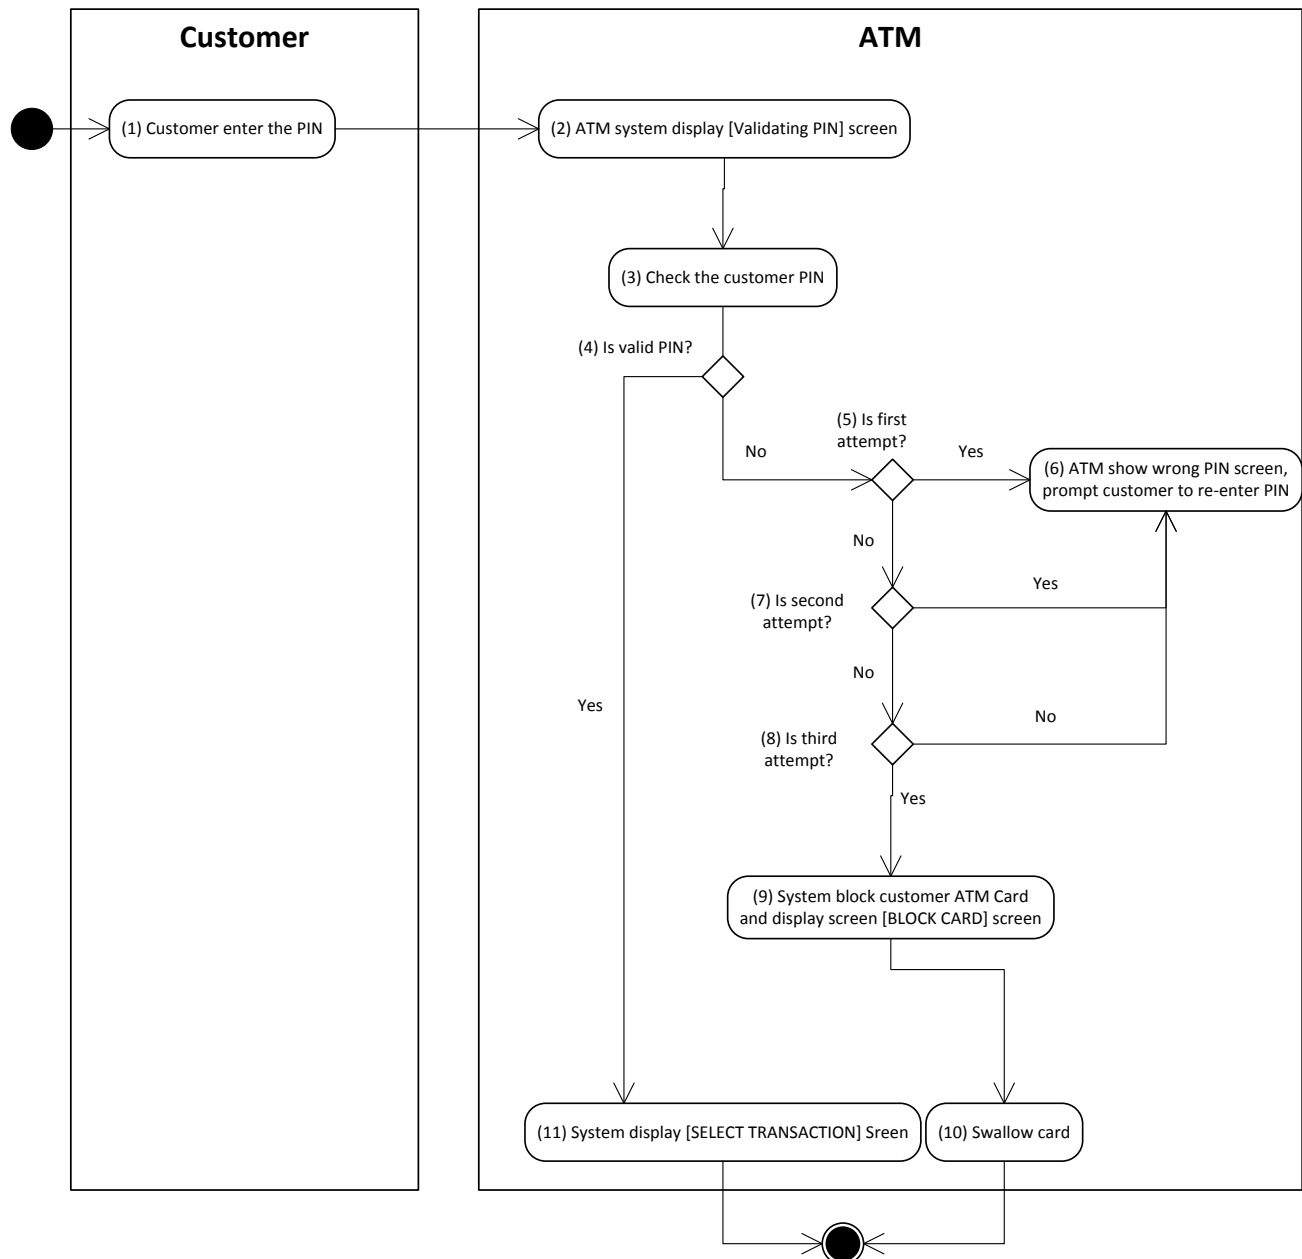 Customer
ATM
(1) Customer enter the PIN
(2) ATM system display [Validating PIN] screen
(3) Check the customer PIN
(4) Is valid PIN?
(5) Is first
attempt?
No
Yes
(6) ATM show wrong PIN screen,
prompt customer to re-enter PIN
No
(7) Is second
attempt?
Yes
No
Yes
(8) Is third
attempt?
No
Yes
(9) System block customer ATM Card
and display screen [BLOCK CARD] screen
(11) System display [SELECT TRANSACTION] Sreen
(10) Swallow card